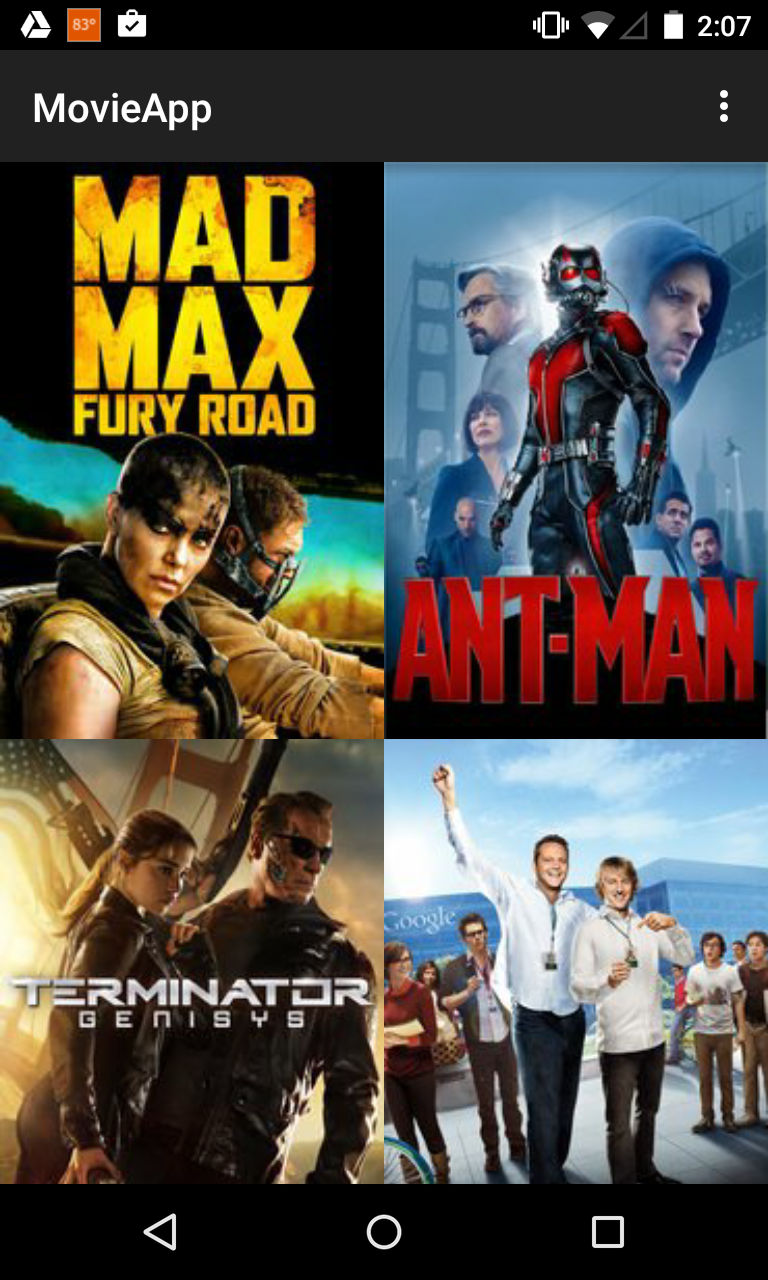 83°
2:07
MovieApp
MAD
MAX
FURY ROAD
ANT-MAN
TERMINATOR
GENISYS
Google